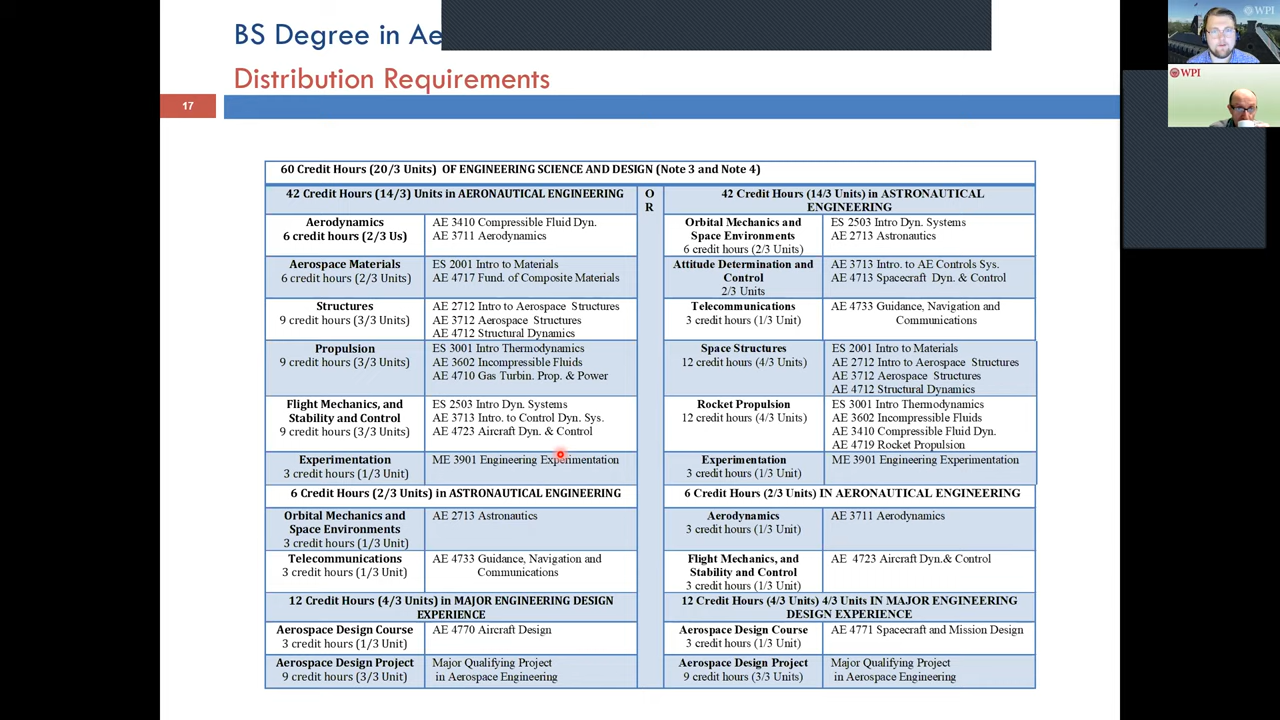 BS Degree in Ae
Distribution Requirements
17
60 Credit Hours (20/3 Units) OF ENGINEERING SCIENCE AND DESIGN (Note 3 and Note 4)
42 Credit Hours (14/3) Units in AERONAUTICAL ENGINEERING
Aerodynamics
6 credit hours (2/3 Us)
AE 3410 Compressible Fluid Dyn.
AE 3711 Aerodynamics
Aerospace Materials
6 credit hours (2/3 Units)
ES 2001 Intro to Materials
AE 4717 Fund. of Composite Materials
Structures
9 credit hours (3/3 Units)
AE 2712 Intro to Aerospace Structures
AE 3712 Aerospace Structures
AE 4712 Structural Dynamics
Propulsion
9 credit hours (3/3 Units)
ES 3001 Intro Thermodynamics
AE 3602 Incompressible Fluids
AE 4710 Gas Turbin. Prop. & Power
Flight Mechanics, and
Stability and Control
9 credit hours (3/3 Units)
ES 2503 Intro Dyn. Systems
AE 3713 Intro. to Control Dyn. Sys.
AE 4723 Aircraft Dyn. & Control
Experimentation
3 credit hours (1/3 Unit)
ME 3901 Engineering Experimentation
6 Credit Hours (2/3 Units) in ASTRONAUTICAL ENGINEERING
Orbital Mechanics and
Space Environments
3 credit hours (1/3 Unit)
AE 2713 Astronautics
Telecommunications
3 credit hours (1/3 Unit)
AE 4733 Guidance, Navigation and
Communications
12 Credit Hours (4/3 Units) in MAJOR ENGINEERING DESIGN
EXPERIENCE
Aerospace Design Course
3 credit hours (1/3 Unit)
AE 4770 Aircraft Design
Aerospace Design Project
9 credit hours (3/3 Unit)
Major Qualifying Project
in Aerospace Engineering
O
R
42 Credit Hours (14/3 Units) in ASTRONAUTICAL
ENGINEERING
Orbital Mechanics and
Space Environments
6 credit hours (2/3 Units)
ES 2503 Intro Dyn. Systems
AE 2713 Astronautics
Attitude Determination and
Control
2/3 Units
AE 3713 Intro. to AE Controls Sys.
AE 4713 Spacecraft Dyn. & Control
Telecommunications
3 credit hours (1/3 Unit)
AE 4733 Guidance, Navigation and
Communications
Space Structures
12 credit hours (4/3 Units)
ES 2001 Intro to Materials
AE 2712 Intro to Aerospace Structures
AE 3712 Aerospace Structures
AE 4712 Structural Dynamics
Rocket Propulsion
12 credit hours (4/3 Units)
ES 3001 Intro Thermodynamics
AE 3602 Incompressible Fluids
AE 3410 Compressible Fluid Dyn.
AE 4719 Rocket Propulsion
Experimentation
3 credit hours (1/3 Unit)
ME 3901 Engineering Experimentation
6 Credit Hours (2/3 Units) IN AERONAUTICAL ENGINEERING
Aerodynamics
3 credit hours (1/3 Unit)
AE 3711 Aerodynamics
Flight Mechanics, and
Stability and Control
3 credit hours (1/3 Unit)
AE 4723 Aircraft Dyn.& Control
12 Credit Hours (4/3 Units) 4/3 Units IN MAJOR ENGINEERING
DESIGN EXPERIENCE
Aerospace Design Course
3 credit hours (1/3 Unit)
AE 4771 Spacecraft and Mission Design
Aerospace Design Project
9 credit hours (3/3 Units)
Major Qualifying Project
in Aerospace Engineering
WPI
WPI